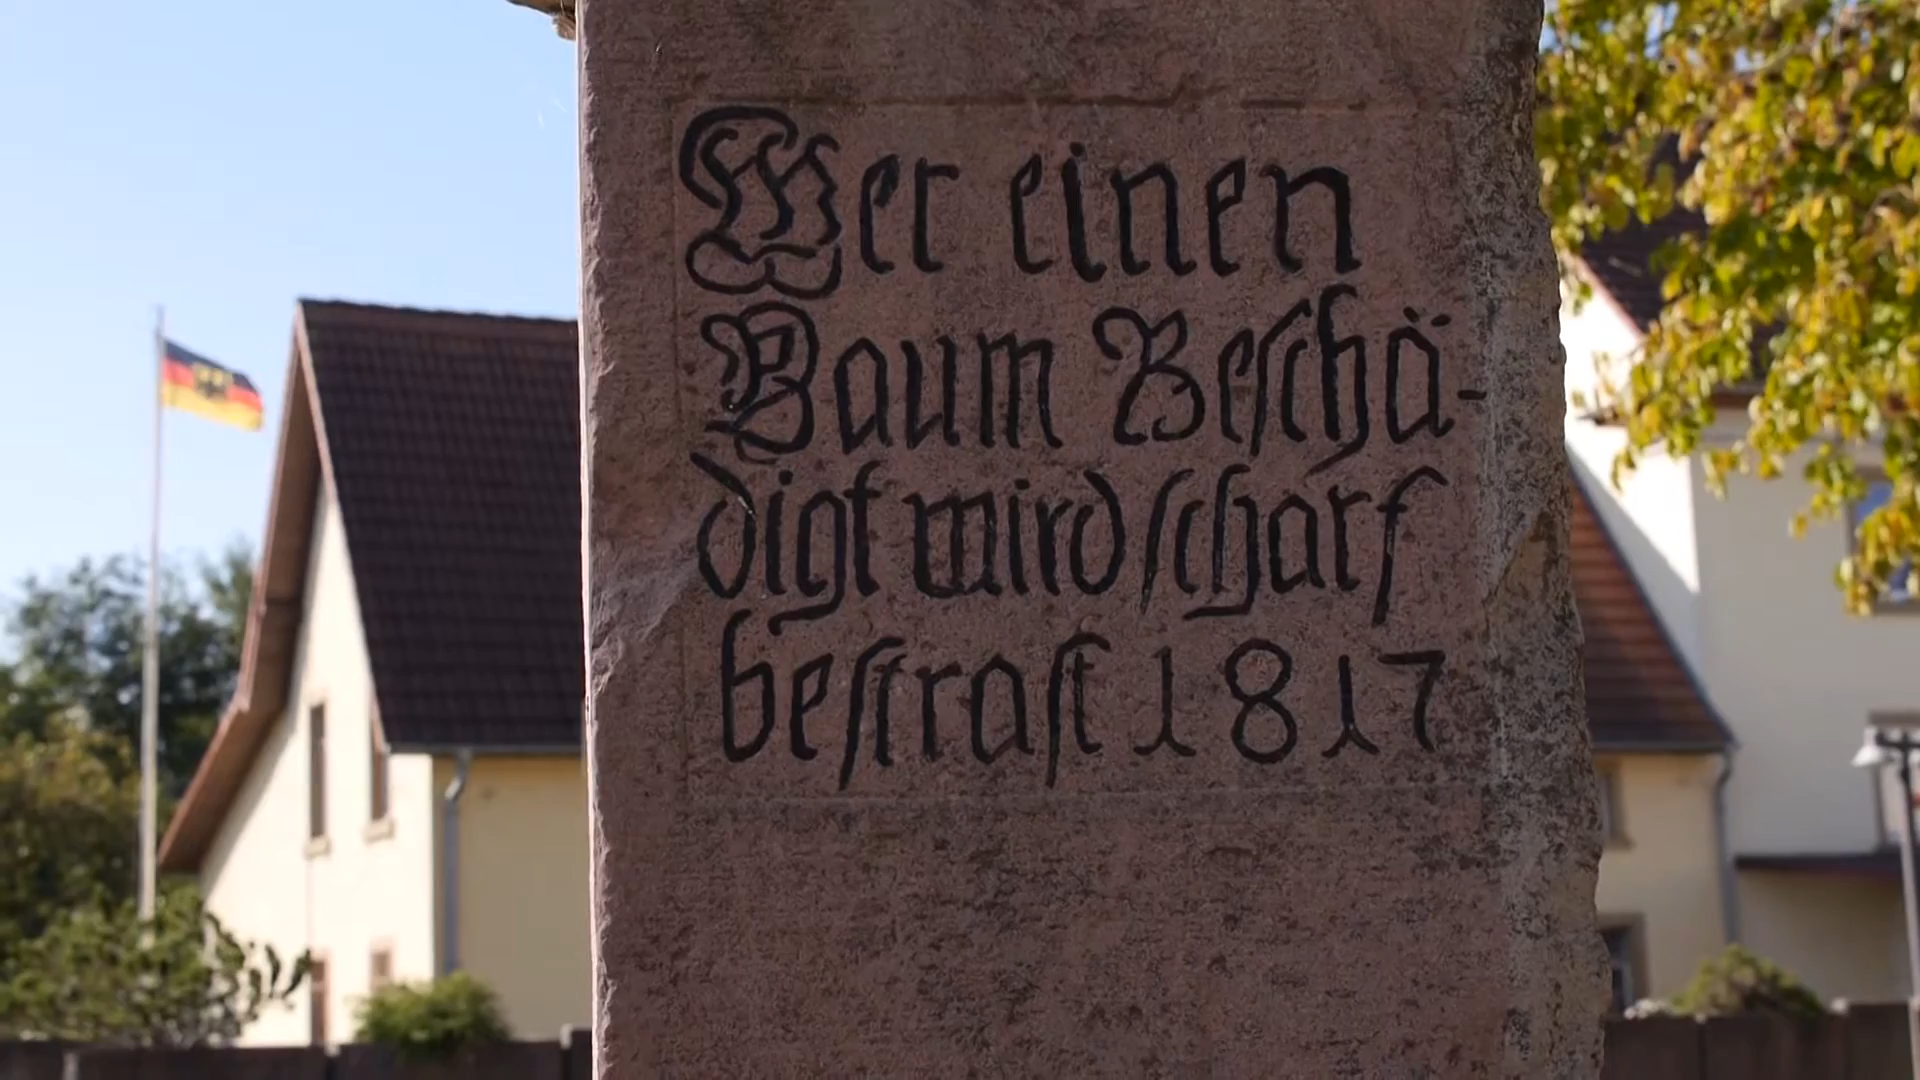 Wer einen
Baum Beschä-
digt wird scharf
bestraft 1817